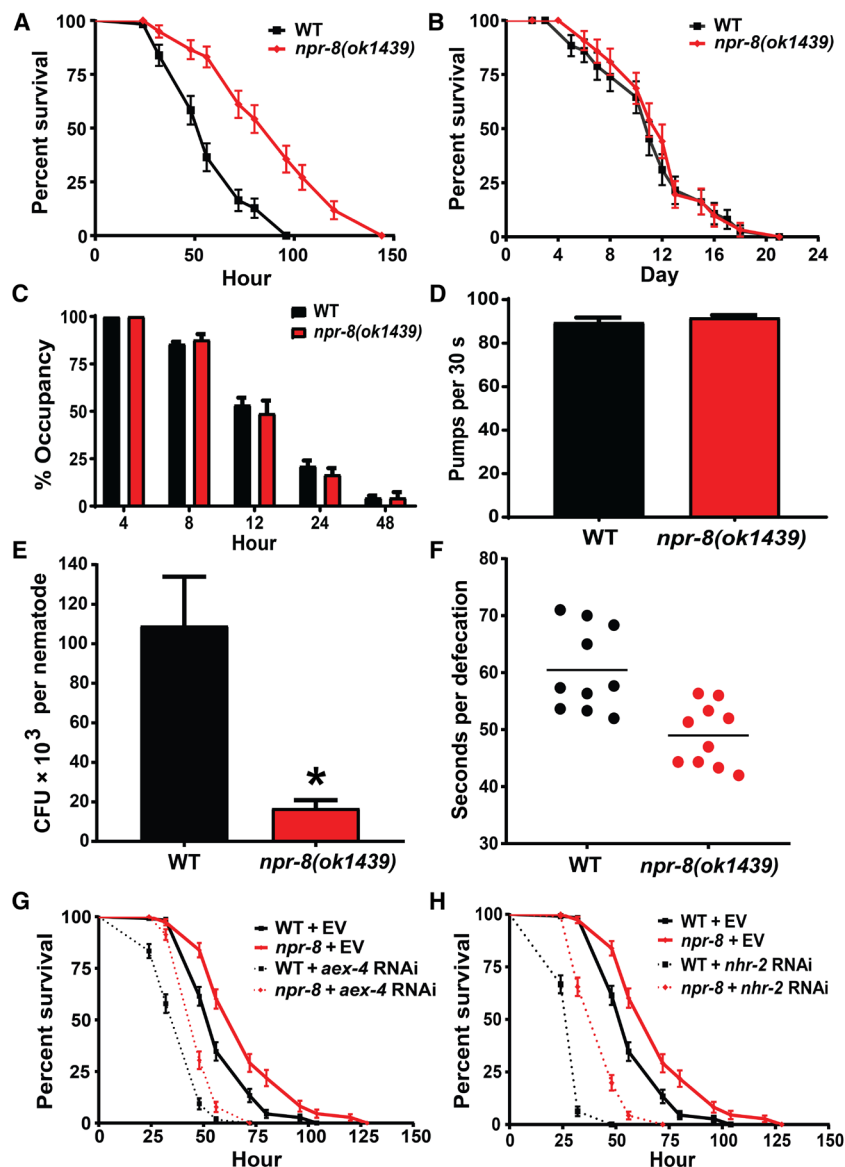 A
WT
npr-8(ok1439)
Percent survival
100
75
50
25
0
0 50 100 150
Hour
B
WT
npr-8(ok1439)
Percent survival
100
75
50
25
0
0 4 8 12 16 20 24
Day
C
WT
npr-8(ok1439)
% Occupancy
100
75
50
25
0
4 8 12 24 48
Hour
D
Pumps per 30 s
100
80
60
40
20
0
WT npr-8(ok1439)
E
CFU × 10³ per nematode
140
120
100
80
60
40
20
0
*
WT npr-8(ok1439)
F
Seconds per defecation
80
70
60
50
40
30
WT npr-8(ok1439)
G
WT + EV
npr-8 + EV
WT + aex-4 RNAi
npr-8 + aex-4 RNAi
Percent survival
100
75
50
25
0
0 25 50 75 100 125
Hour
H
WT + EV
npr-8 + EV
WT + nhr-2 RNAi
npr-8 + nhr-2 RNAi
Percent survival
100
75
50
25
0
0 25 50 75 100 125
Hour